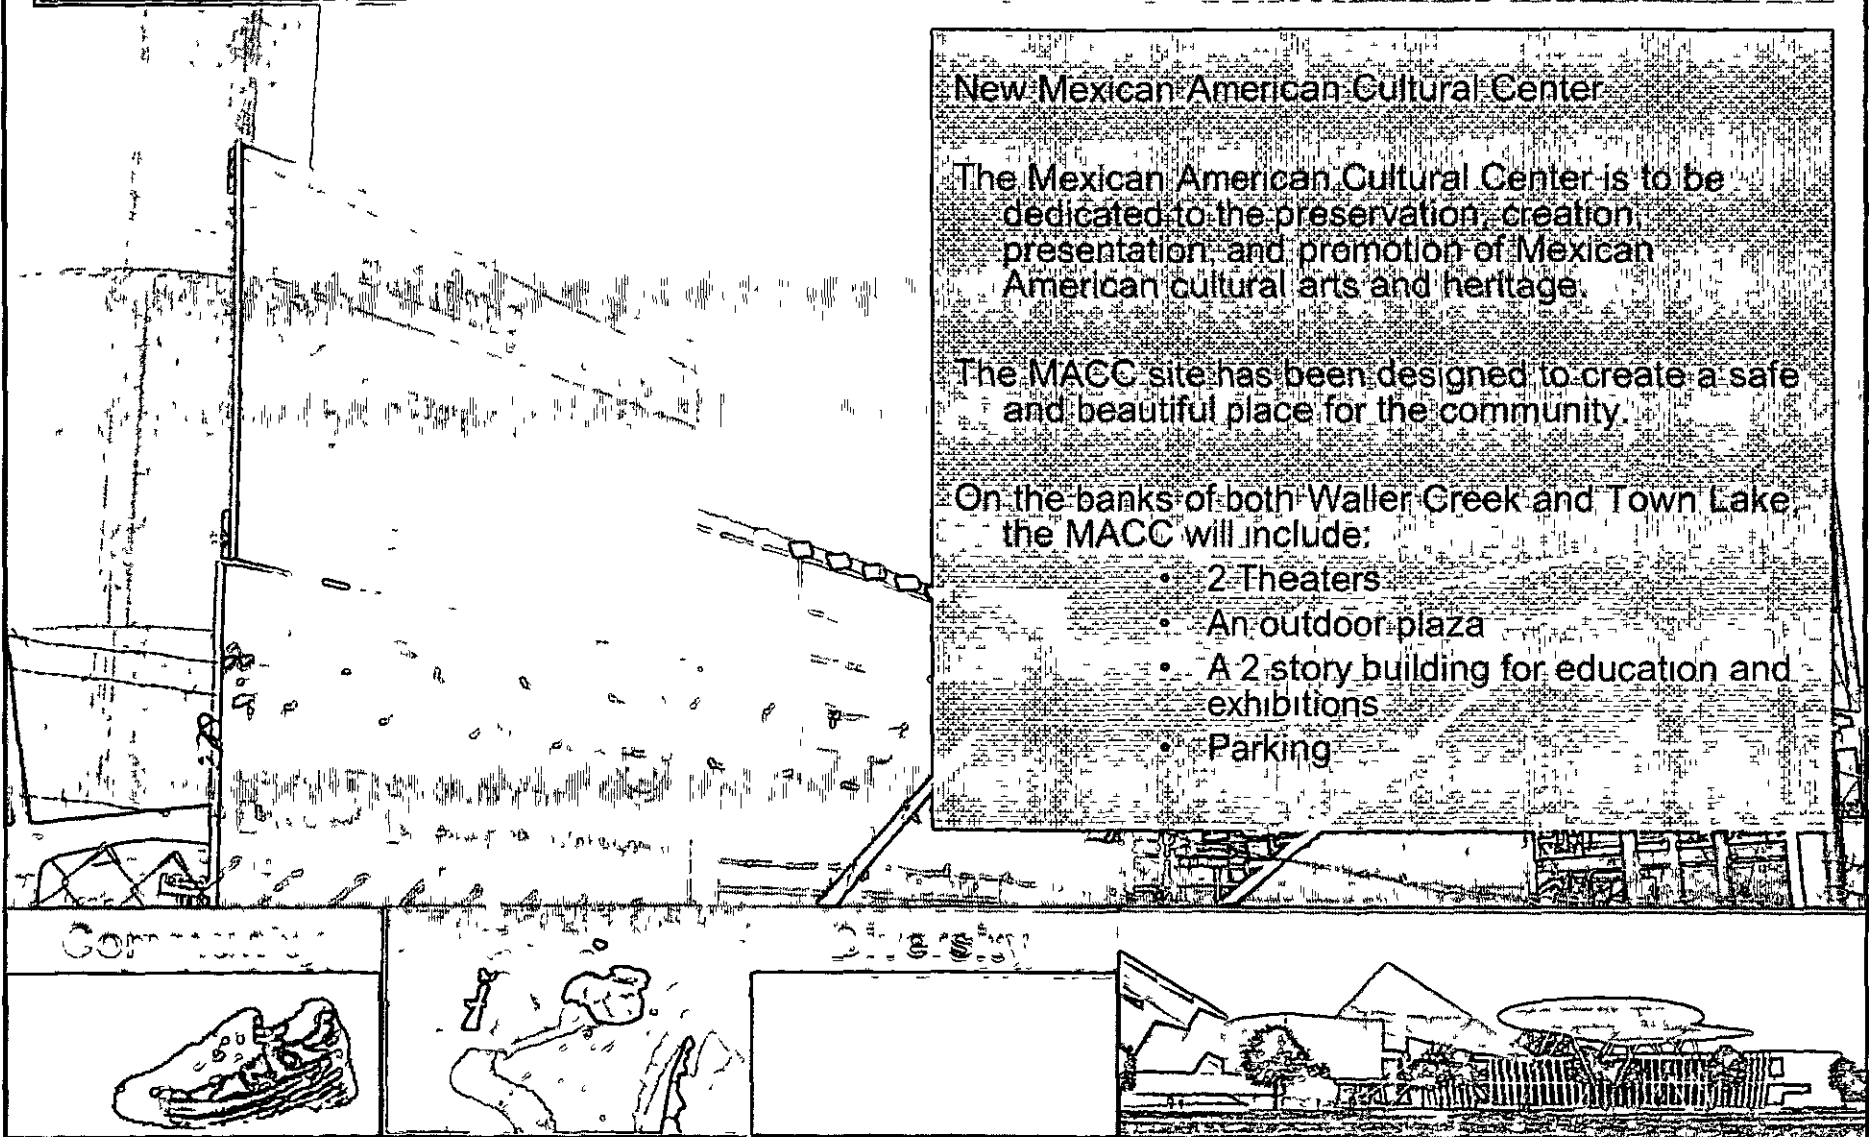 New Mexican American Cultural Center
The Mexican American Cultural Center is to be
dedicated to the preservation, creation,
presentation, and promotion of Mexican
American cultural arts and heritage.
The MACC site has been designed to create a safe
and beautiful place for the community.
On the banks of both Waller Creek and Town Lake,
the MACC will include:
• 2 Theaters
• An outdoor plaza
• A 2 story building for education and
exhibitions
• Parking